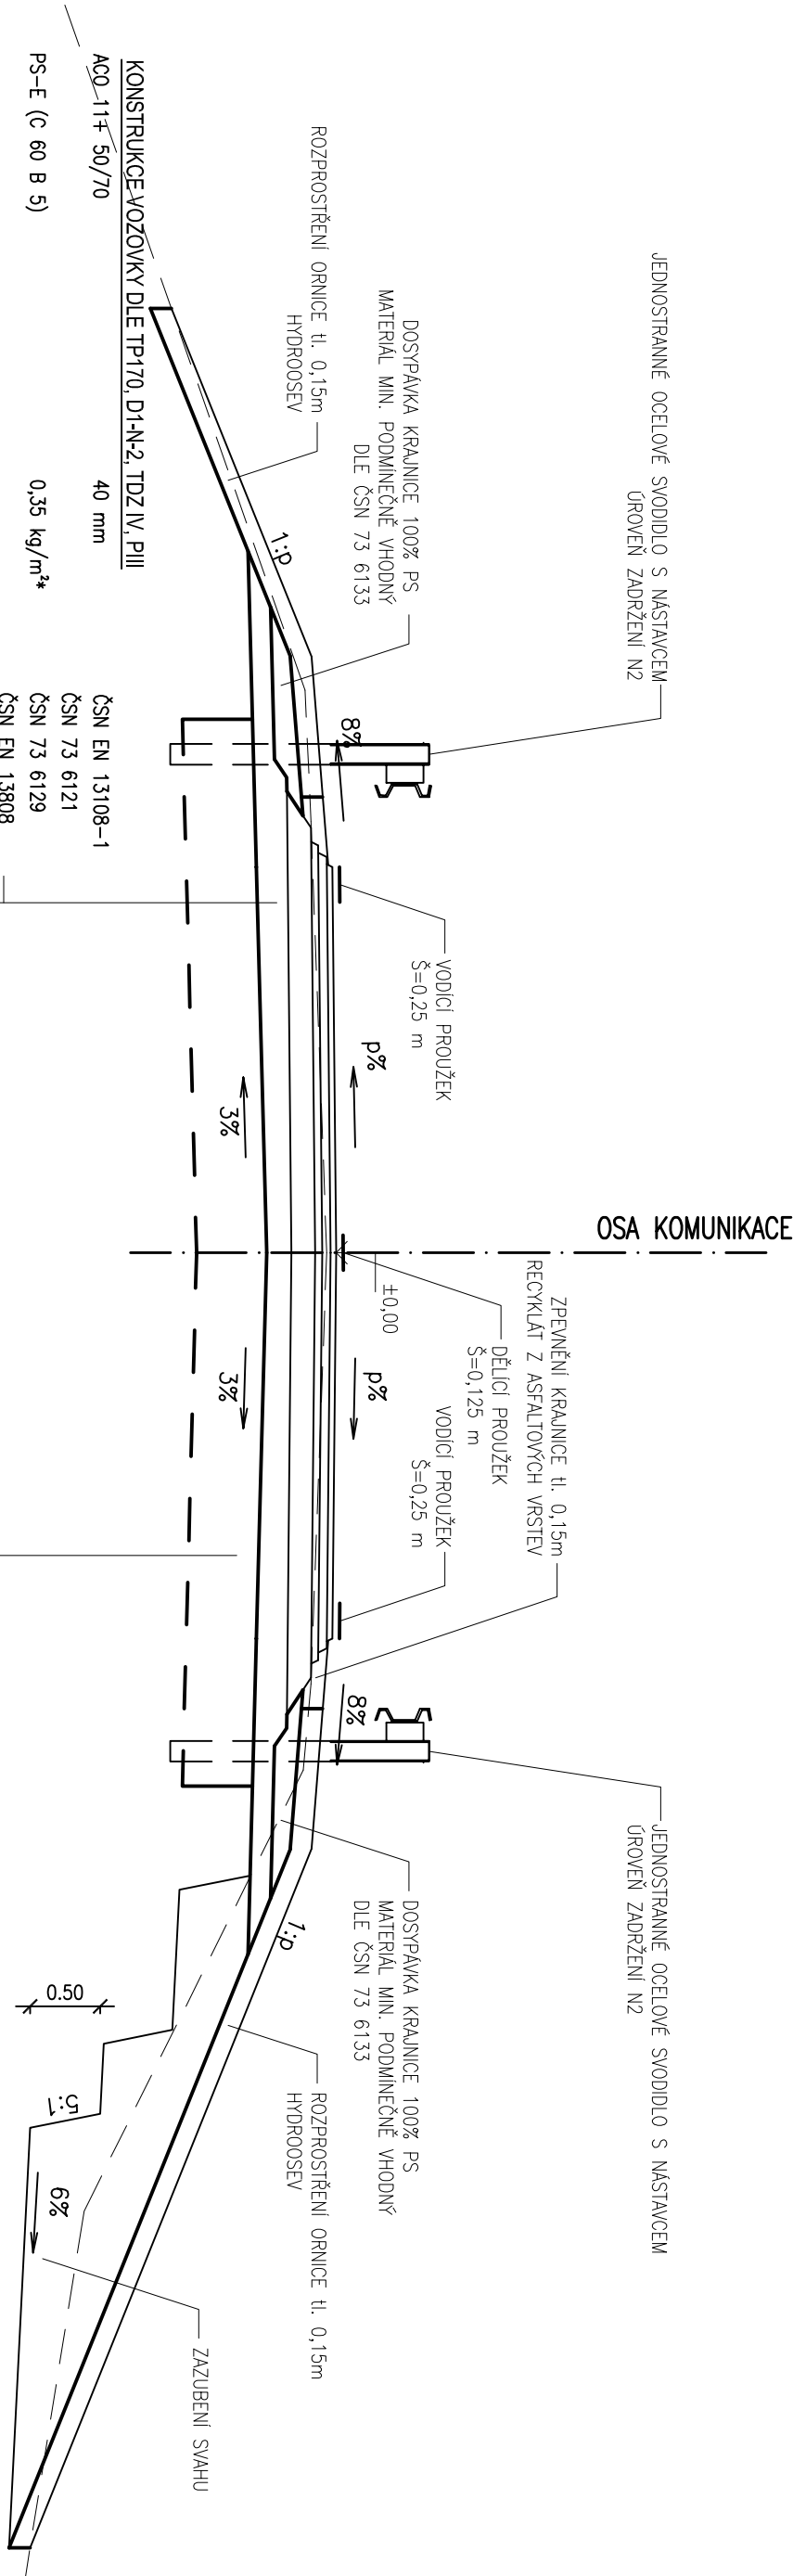 OSA KOMUNIKACE
JEDNOSTRANNÉ OCELOVÉ SVODIDLO S NÁSTAVCEM
ÚROVEŇ ZADRŽENÍ N2
JEDNOSTRANNÉ OCELOVÉ SVODIDLO S NÁSTAVCEM
ÚROVEŇ ZADRŽENÍ N2
ZPEVNĚNÍ KRAJNICE tl. 0,15m
RECYKLÁT Z ASFALTOVÝCH VRSTEV
DĚLÍCÍ PROUŽEK
Š=0,125 m
VODÍCÍ PROUŽEK
Š=0,25 m
VODÍCÍ PROUŽEK
Š=0,25 m
DOSYPÁVKA KRAJNICE 100% PS
MATERIÁL MIN. PODMÍNEČNĚ VHODNÝ
DLE ČSN 73 6133
DOSYPÁVKA KRAJNICE 100% PS
MATERIÁL MIN. PODMÍNEČNĚ VHODNÝ
DLE ČSN 73 6133
±0,00
p%
p%
8%
8%
ROZPROSTŘENÍ ORNICE tl. 0,15m
HYDROOSEV
ROZPROSTŘENÍ ORNICE tl. 0,15m
HYDROOSEV
1:p
1:p
3%
3%
ZAZUBENÍ SVAHU
0.50
5:1
6%
KONSTRUKCE VOZOVKY DLE TP170, D1-N-2, TDZ IV, PIII
ACO 11+ 50/70 40 mm ČSN EN 13108-1
ČSN 73 6121
PS-E (C 60 B 5) 0,35 kg/m²* ČSN 73 6129
ČSN EN 13808